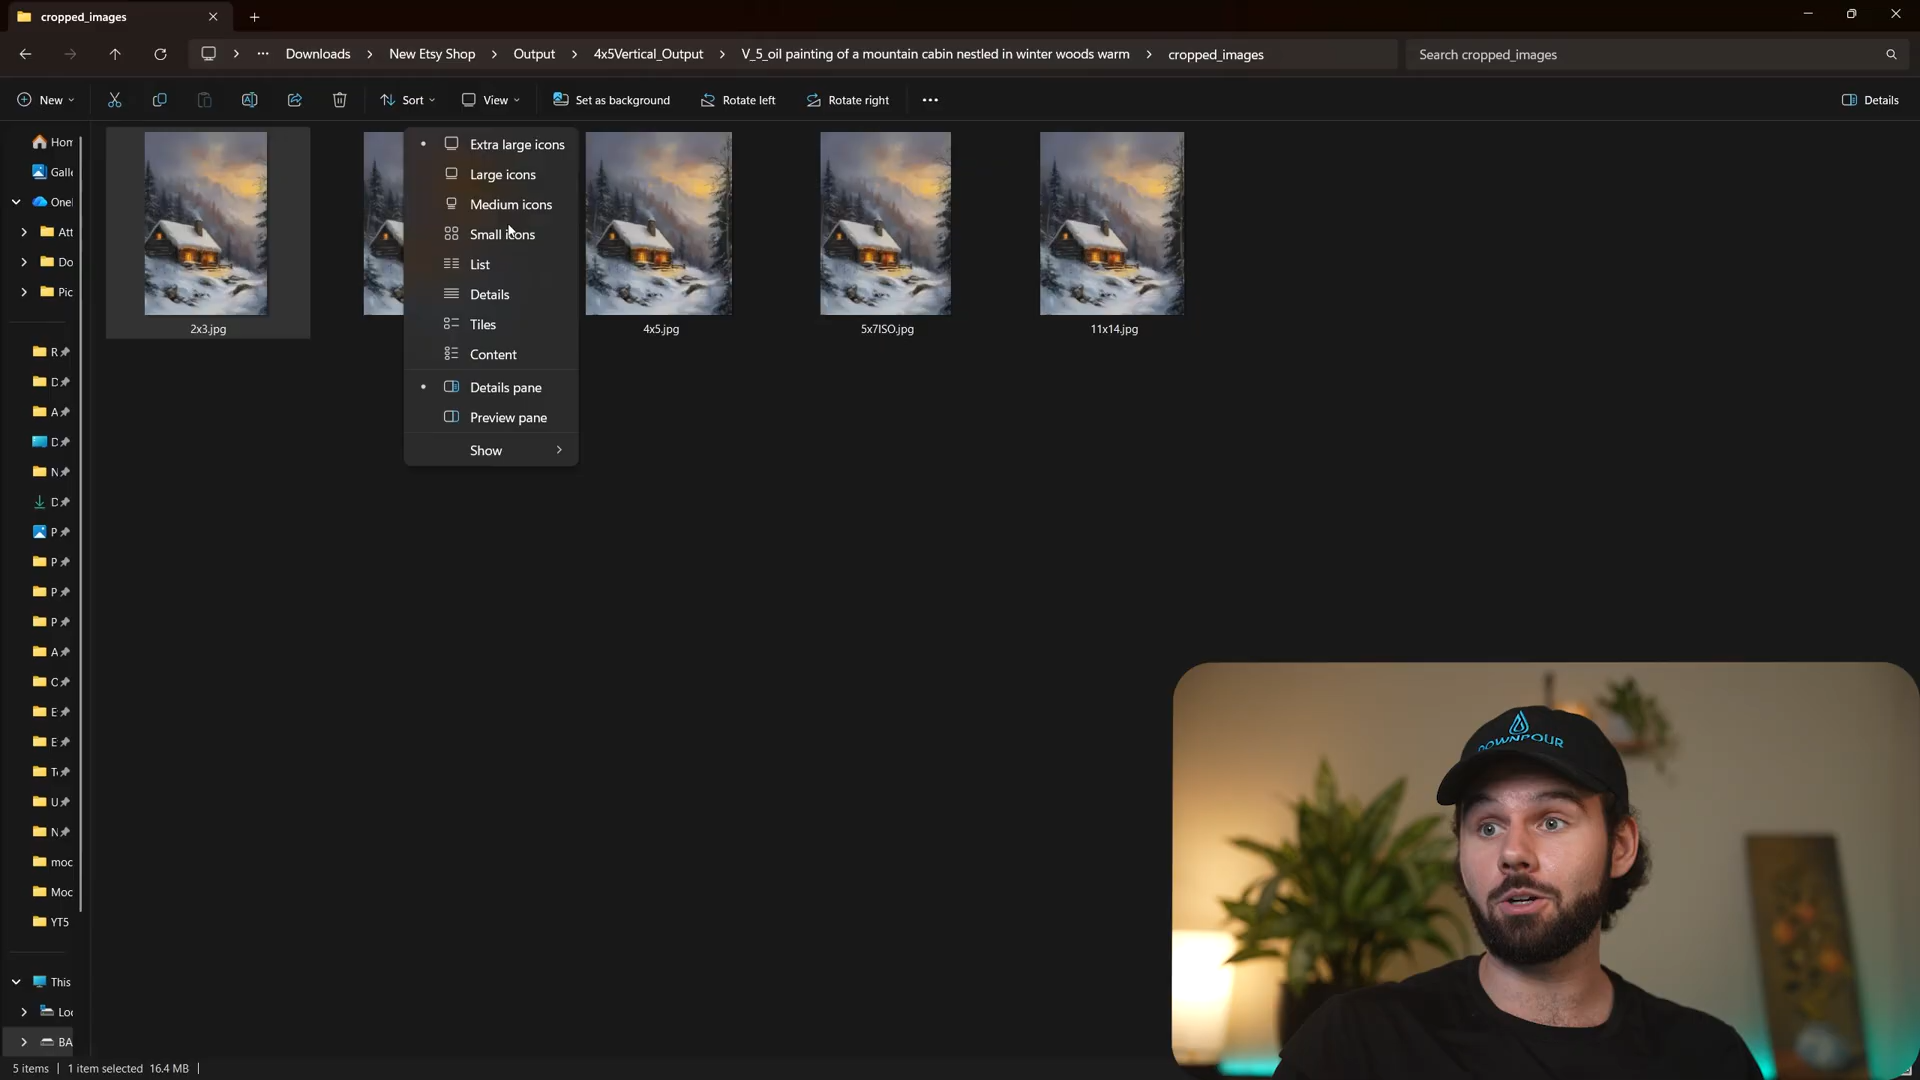 cropped_images
Downloads > New Etsy Shop > Output > 4x5Vertical_Output > V_5_oil painting of a mountain cabin nestled in winter woods warm > cropped_images
Search cropped_images
New
Sort
View
Set as background
Rotate left
Rotate right
Details
Hom
Galle
Onel
Att
Do
Pic
R
D
A
D
N
D
P
P
P
P
A
C
E
E
T
U
N
moc
Moc
YT5
This
Loc
BA
Extra large icons
Large icons
Medium icons
Small icons
List
Details
Tiles
Content
Details pane
Preview pane
Show
2x3.jpg
4x5.jpg
5x7ISO.jpg
11x14.jpg
DOWNPOUR
5 items
1 item selected 16.4 MB